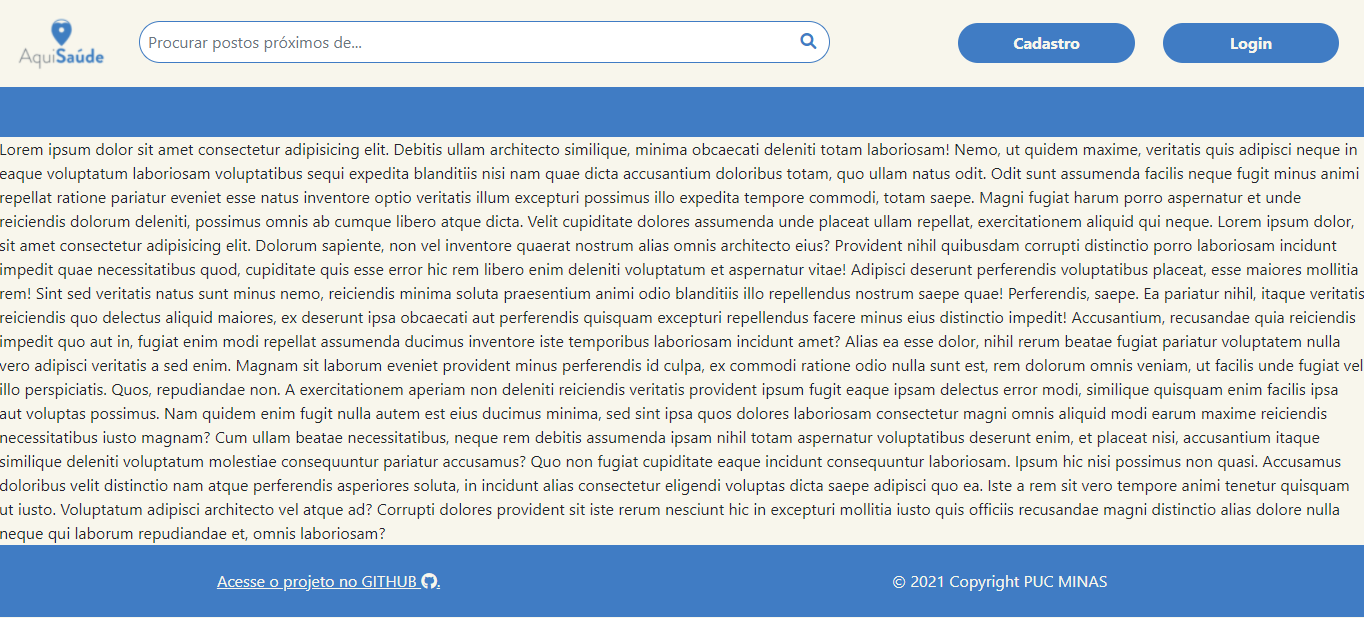 AquiSaúde
Procurar postos próximos de...
Cadastro
Login
Lorem ipsum dolor sit amet consectetur adipisicing elit. Debitis ullam architecto similique, minima obcaecati deleniti totam laboriosam! Nemo, ut quidem maxime, veritatis quis adipisci neque in
eaque voluptatum laboriosam voluptatibus sequi expedita blanditiis nisi nam quae dicta accusantium doloribus totam, quo ullam natus odit. Odit sunt assumenda facilis neque fugit minus animi
repellat ratione pariatur eveniet esse natus inventore optio veritatis illum excepturi possimus illo expedita tempore commodi, totam saepe. Magni fugiat harum porro aspernatur et unde
reiciendis dolorum deleniti, possimus omnis ab cumque libero atque dicta. Velit cupiditate dolores assumenda unde placeat ullam repellat, exercitationem aliquid qui neque. Lorem ipsum dolor,
sit amet consectetur adipisicing elit. Dolorum sapiente, non vel inventore quaerat nostrum alias omnis architecto eius? Provident nihil quibusdam corrupti distinctio porro laboriosam incidunt
impedit quae necessitatibus quod, cupiditate quis esse error hic rem libero enim deleniti voluptatum et aspernatur vitae! Adipisci deserunt perferendis voluptatibus placeat, esse maiores mollitia
rem! Sint sed veritatis natus sunt minus nemo, reiciendis minima soluta praesentium animi odio blanditiis illo repellendus nostrum saepe quae! Perferendis, saepe. Ea pariatur nihil, itaque veritatis
reiciendis quo delectus aliquid maiores, ex deserunt ipsa obcaecati aut perferendis quisquam excepturi repellendus facere minus eius distinctio impedit! Accusantium, recusandae quia reiciendis
impedit quo aut in, fugiat enim modi repellat assumenda ducimus inventore iste temporibus laboriosam incidunt amet? Alias ea esse dolor, nihil rerum beatae fugiat pariatur voluptatem nulla
vero adipisci veritatis a sed enim. Magnam sit laborum eveniet provident minus perferendis id culpa, ex commodi ratione odio nulla sunt est, rem dolorum omnis veniam, ut facilis unde fugiat vel
illo perspiciatis. Quos, repudiandae non. A exercitationem aperiam non deleniti reiciendis veritatis provident ipsum fugit eaque ipsam delectus error modi, similique quisquam enim facilis ipsa
aut voluptas possimus. Nam quidem enim fugit nulla autem est eius ducimus minima, sed sint ipsa quos dolores laboriosam consectetur magni omnis aliquid modi earum maxime reiciendis
necessitatibus iusto magnam? Cum ullam beatae necessitatibus, neque rem debitis assumenda ipsam nihil totam aspernatur voluptatibus deserunt enim, et placeat nisi, accusantium itaque
similique deleniti voluptatum molestiae consequuntur pariatur accusamus? Quo non fugiat cupiditate eaque incidunt consequuntur laboriosam. Ipsum hic nisi possimus non quasi. Accusamus
doloribus velit distinctio nam atque perferendis asperiores soluta, in incidunt alias consectetur eligendi voluptas dicta saepe adipisci quo ea. Iste a rem sit vero tempore animi tenetur quisquam
ut iusto. Voluptatum adipisci architecto vel atque ad? Corrupti dolores provident sit iste rerum nesciunt hic in excepturi mollitia iusto quis officiis recusandae magni distinctio alias dolore nulla
neque qui laborum repudiandae et, omnis laboriosam?
Acesse o projeto no GITHUB .
© 2021 Copyright PUC MINAS